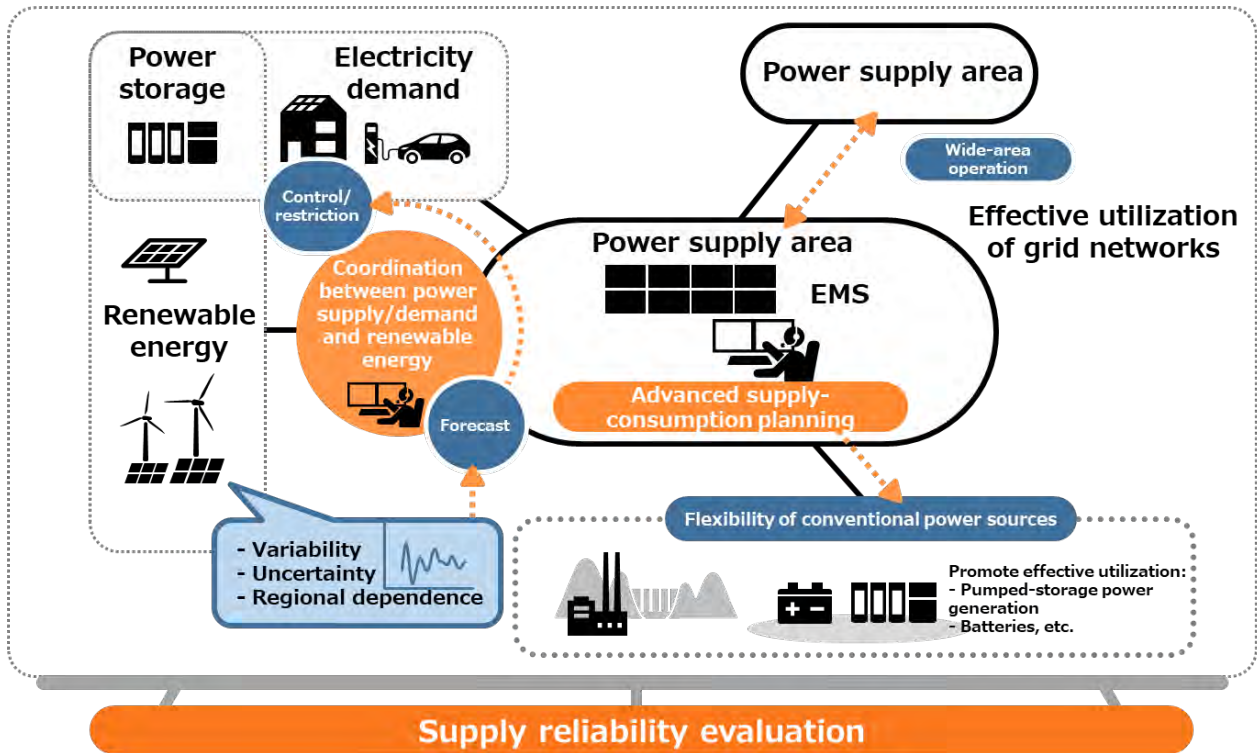 Power
storage
Electricity
demand
Power supply area
Wide-area
operation
Control/
restriction
Effective utilization
of grid networks
Power supply area
EMS
Coordination
between power
supply/demand
and renewable
energy
Renewable
energy
Advanced supply-
consumption planning
Forecast
Flexibility of conventional power sources
- Variability
- Uncertainty
- Regional dependence
Promote effective utilization:
- Pumped-storage power
generation
- Batteries, etc.
Supply reliability evaluation